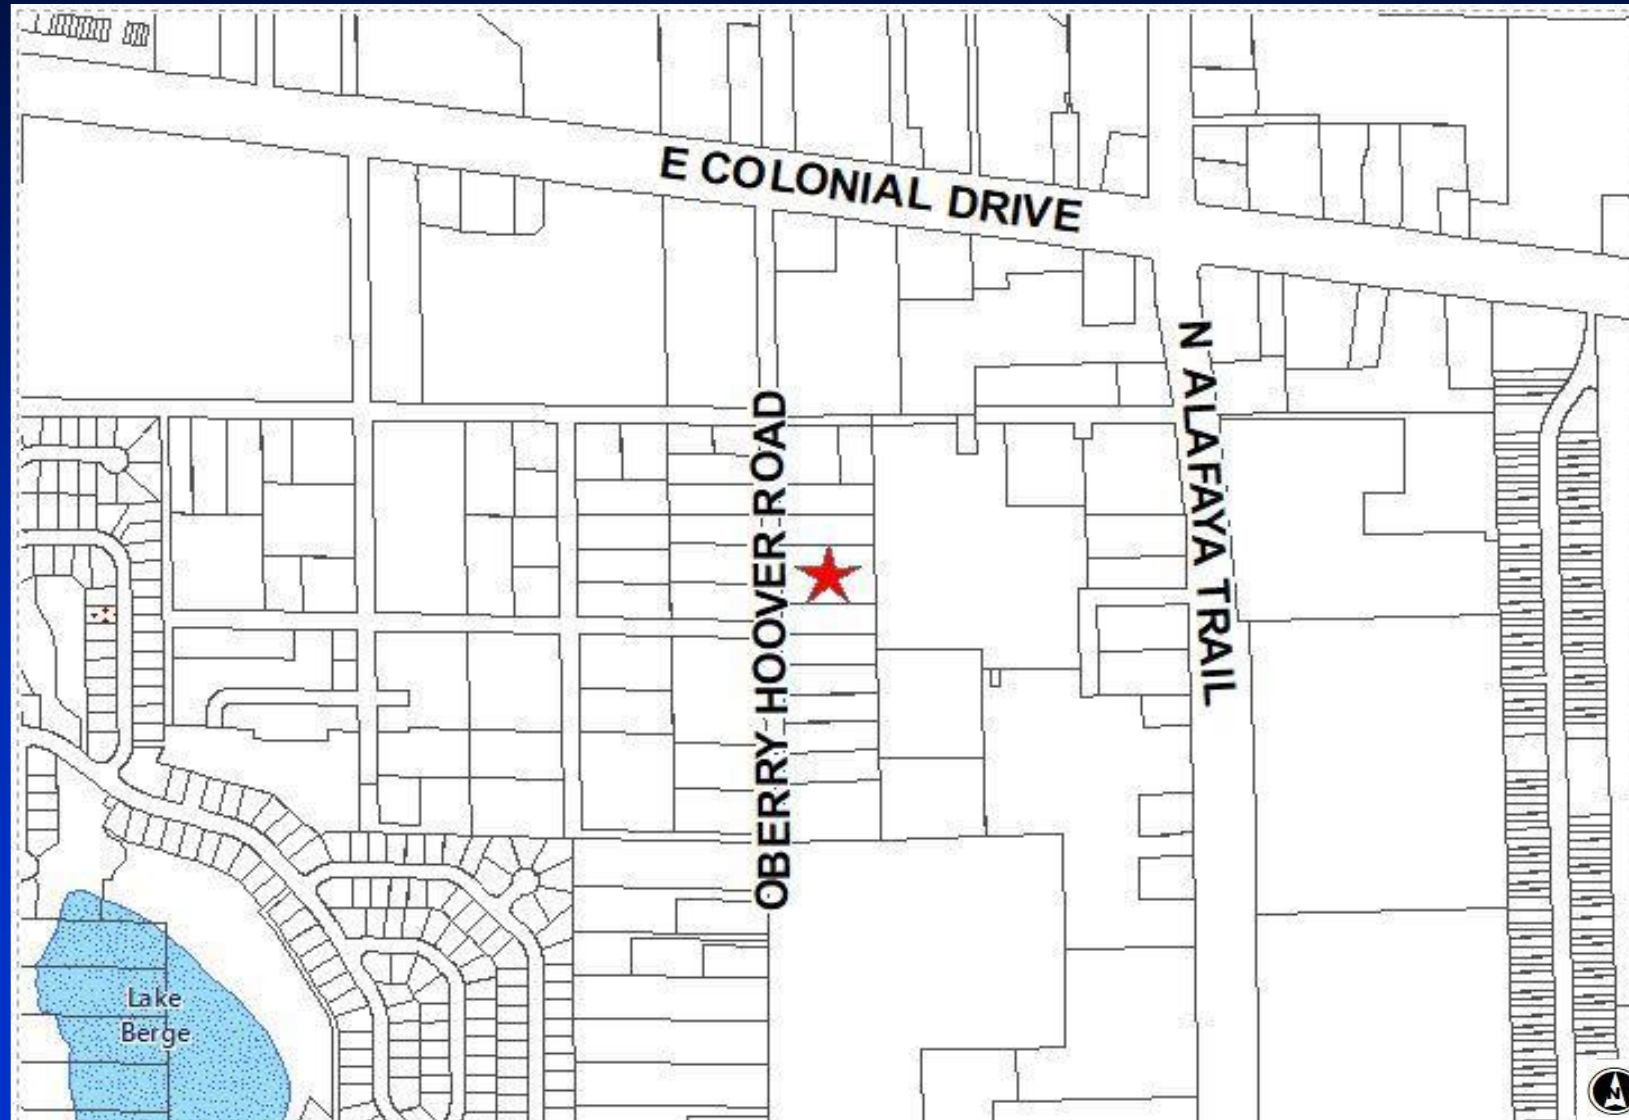 E COLONIAL DRIVE
N ALAFAYA TRAIL
OBERRY HOOVER ROAD
Lake
Berge
N